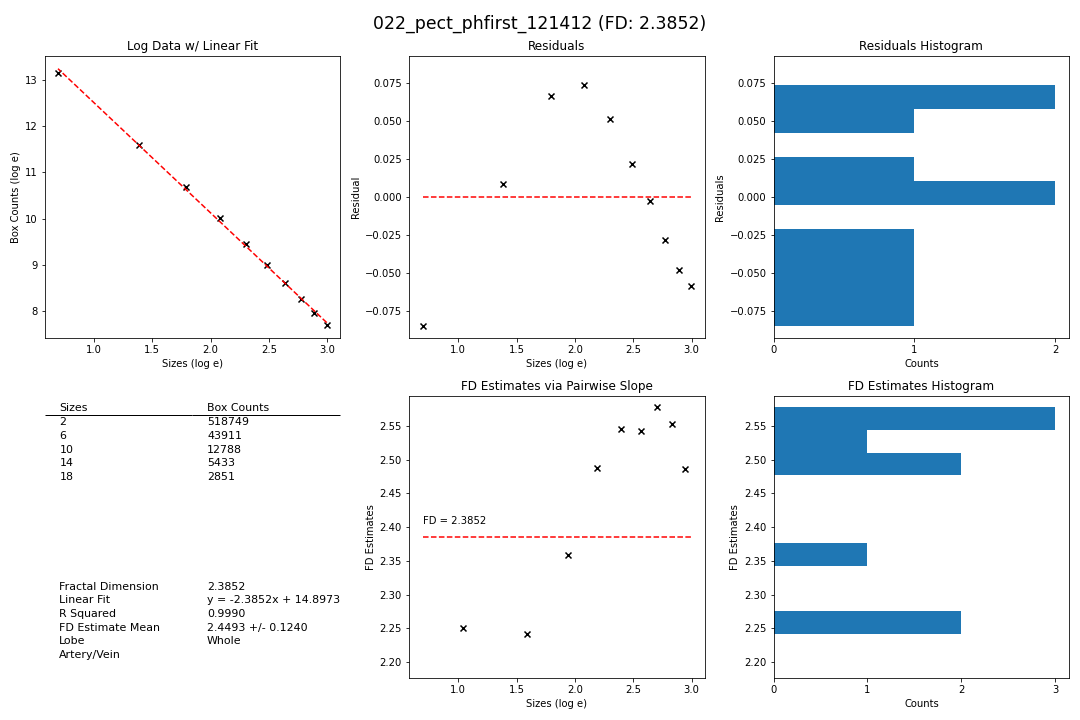 022_pect_phfirst_121412 (FD: 2.3852)
Log Data w/ Linear Fit
Box Counts (log e)
13
12
11
10
9
8
1.0 1.5 2.0 2.5 3.0
Sizes (log e)
Residuals
Residual
0.075
0.050
0.025
0.000
−0.025
−0.050
−0.075
1.0 1.5 2.0 2.5 3.0
Sizes (log e)
Residuals Histogram
Residuals
0.075
0.050
0.025
0.000
−0.025
−0.050
−0.075
0 1 2
Counts
Sizes Box Counts
2 518749
6 43911
10 12788
14 5433
18 2851
Fractal Dimension 2.3852
Linear Fit y = -2.3852x + 14.8973
R Squared 0.9990
FD Estimate Mean 2.4493 +/- 0.1240
Lobe Whole
Artery/Vein
FD Estimates via Pairwise Slope
FD Estimates
2.55
2.50
2.45
2.40
2.35
2.30
2.25
2.20
FD = 2.3852
1.0 1.5 2.0 2.5 3.0
Sizes (log e)
FD Estimates Histogram
FD Estimates
2.55
2.50
2.45
2.40
2.35
2.30
2.25
2.20
0 1 2 3
Counts